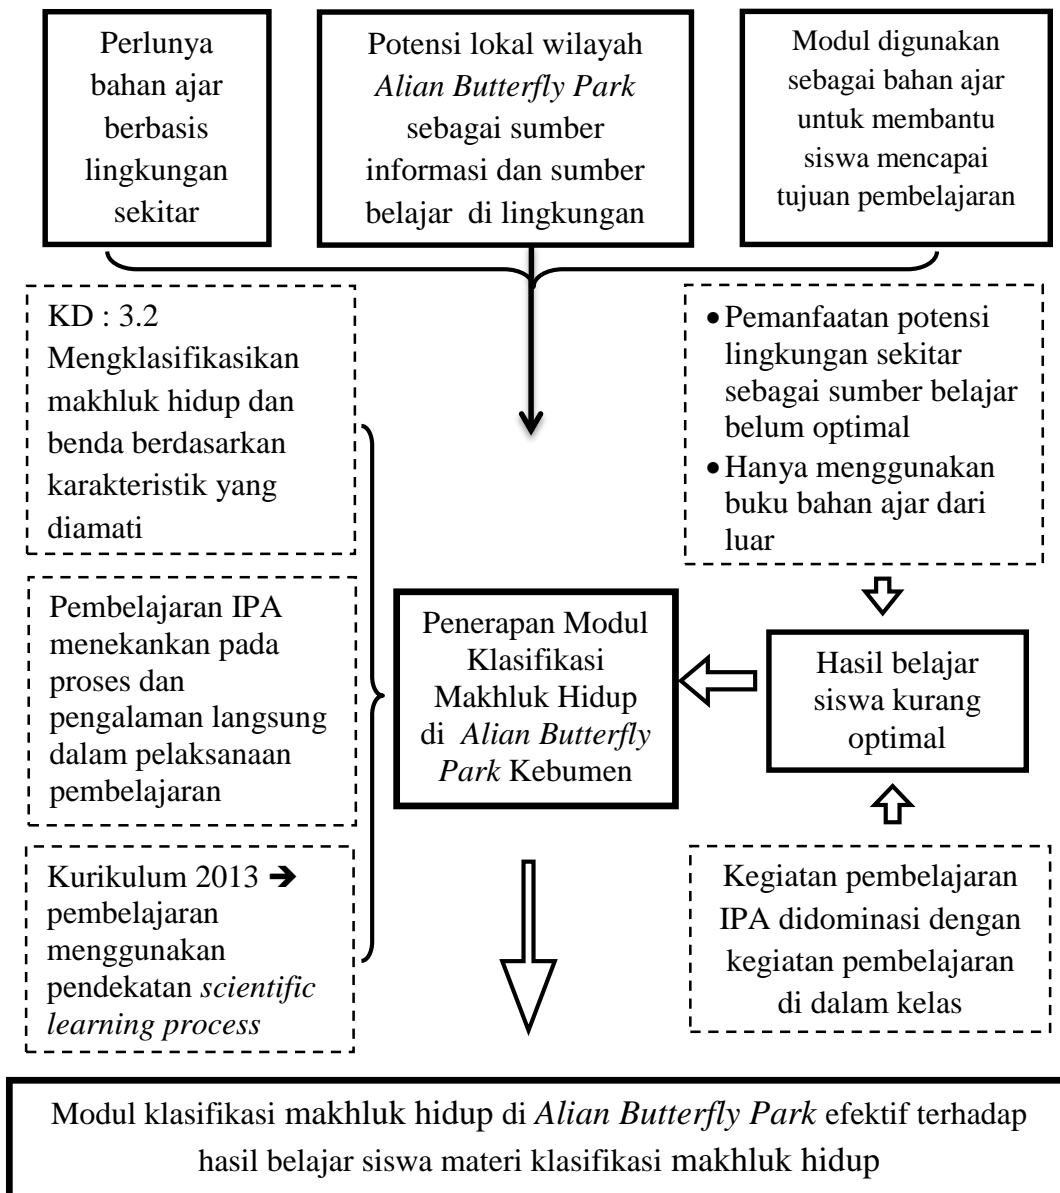 Perlunya
bahan ajar
berbasis
lingkungan
sekitar
Potensi lokal wilayah
Alian Butterfly Park
sebagai sumber
informasi dan sumber
belajar di lingkungan
Modul digunakan
sebagai bahan ajar
untuk membantu
siswa mencapai
tujuan pembelajaran
KD : 3.2
Mengklasifikasikan
makhluk hidup dan
benda berdasarkan
karakteristik yang
diamati
Pembelajaran IPA
menekankan pada
proses dan
pengalaman langsung
dalam pelaksanaan
pembelajaran
Kurikulum 2013 ➔
pembelajaran
menggunakan
pendekatan scientific
learning process
Penerapan Modul
Klasifikasi
Makhluk Hidup
di Alian Butterfly
Park Kebumen
• Pemanfaatan potensi
lingkungan sekitar
sebagai sumber belajar
belum optimal
• Hanya menggunakan
buku bahan ajar dari
luar
Hasil belajar
siswa kurang
optimal
Kegiatan pembelajaran
IPA didominasi dengan
kegiatan pembelajaran
di dalam kelas
Modul klasifikasi makhluk hidup di Alian Butterfly Park efektif terhadap
hasil belajar siswa materi klasifikasi makhluk hidup